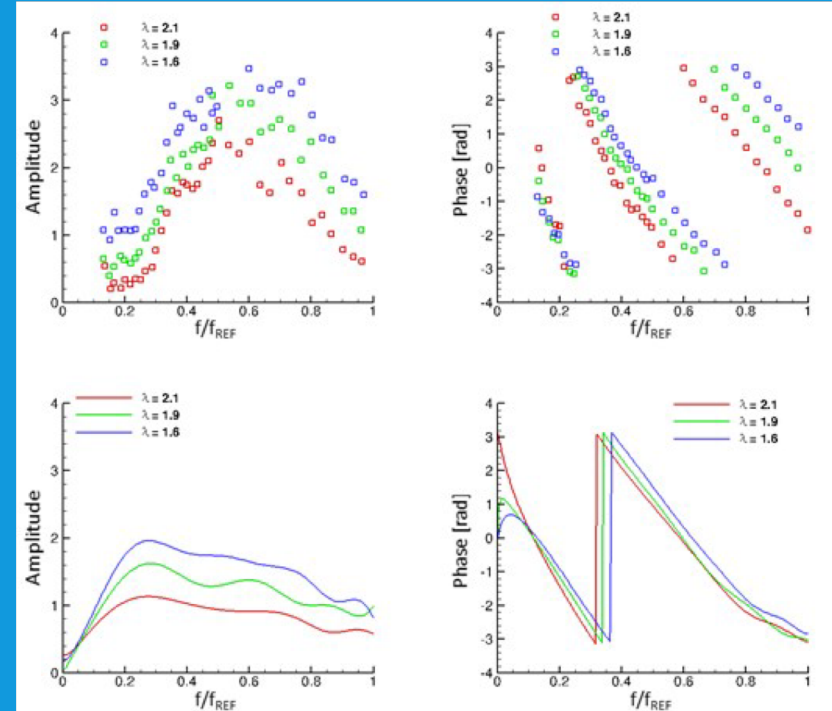 λ = 2.1
λ = 1.9
λ = 1.6
Amplitude
4
3
2
1
0
0 0.2 0.4 0.6 0.8 1
f/fREF
λ = 2.1
λ = 1.9
λ = 1.6
Phase [rad]
4
3
2
1
0
-1
-2
-3
-4
0 0.2 0.4 0.6 0.8 1
f/fREF
λ = 2.1
λ = 1.9
λ = 1.6
Amplitude
4
3
2
1
0
0 0.2 0.4 0.6 0.8 1
f/fREF
λ = 2.1
λ = 1.9
λ = 1.6
Phase [rad]
4
3
2
1
0
-1
-2
-3
-4
0 0.2 0.4 0.6 0.8 1
f/fREF